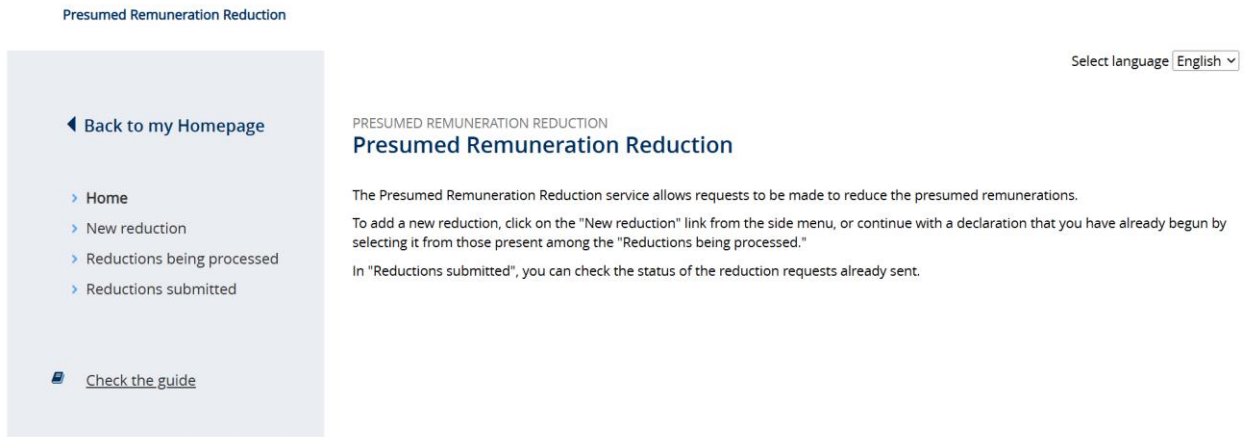 Presumed Remuneration Reduction
Select language English
Back to my Homepage
Home
New reduction
Reductions being processed
Reductions submitted
Check the guide
PRESUMED REMUNERATION REDUCTION
Presumed Remuneration Reduction
The Presumed Remuneration Reduction service allows requests to be made to reduce the presumed remunerations.
To add a new reduction, click on the "New reduction" link from the side menu, or continue with a declaration that you have already begun by
selecting it from those present among the "Reductions being processed."
In "Reductions submitted", you can check the status of the reduction requests already sent.